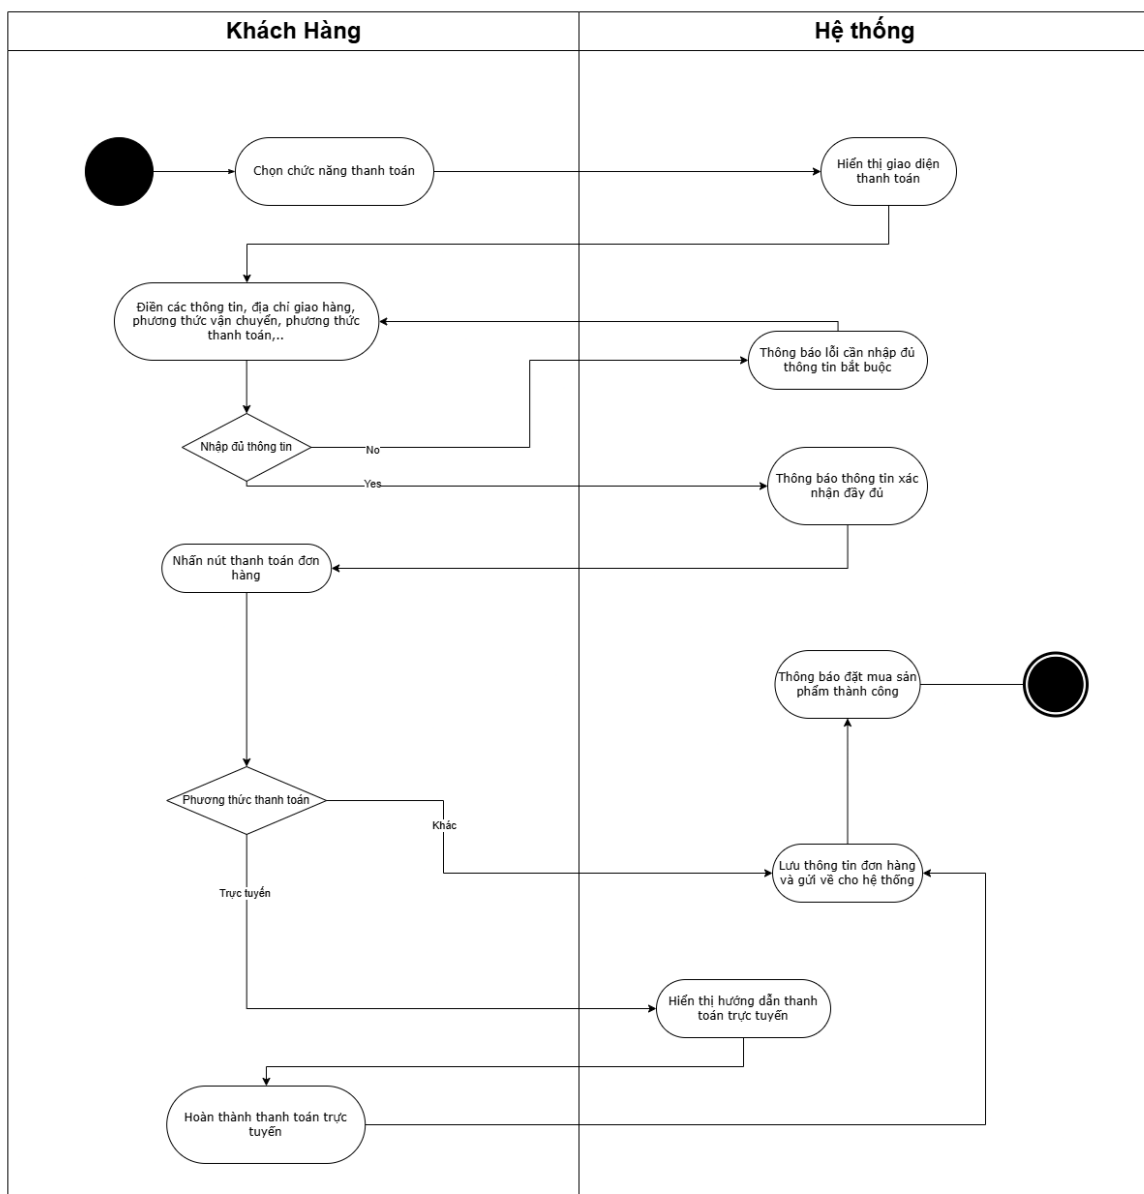 Khách Hàng
Hệ thống
Chọn chức năng thanh toán
Hiển thị giao diện
thanh toán
Điền các thông tin, địa chỉ giao hàng,
phương thức vận chuyển, phương thức
thanh toán,..
Thông báo lỗi cần nhập đủ
thông tin bắt buộc
Nhập đủ thông tin
No
Yes
Thông báo thông tin xác
nhận đầy đủ
Nhấn nút thanh toán đơn
hàng
Thông báo đặt mua sản
phẩm thành công
Phương thức thanh toán
Khác
Lưu thông tin đơn hàng
và gửi về cho hệ thống
Trực tuyến
Hiển thị hướng dẫn thanh
toán trực tuyến
Hoàn thành thanh toán trực
tuyến